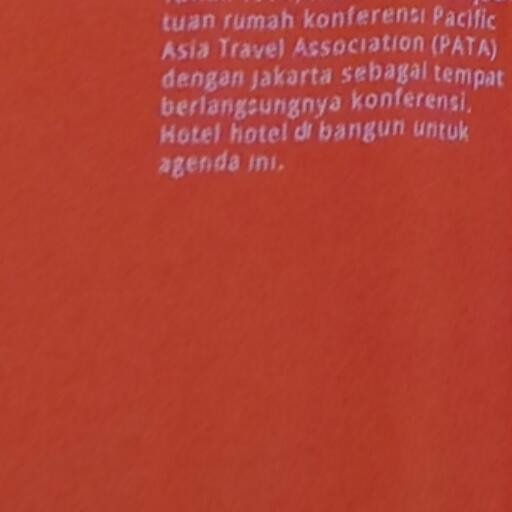 tuan rumah konferensi Pacific
Asia Travel Association (PATA)
dengan Jakarta sebagai tempat
berlangsungnya konferensi.
Hotel hotel di bangun untuk
agenda ini.